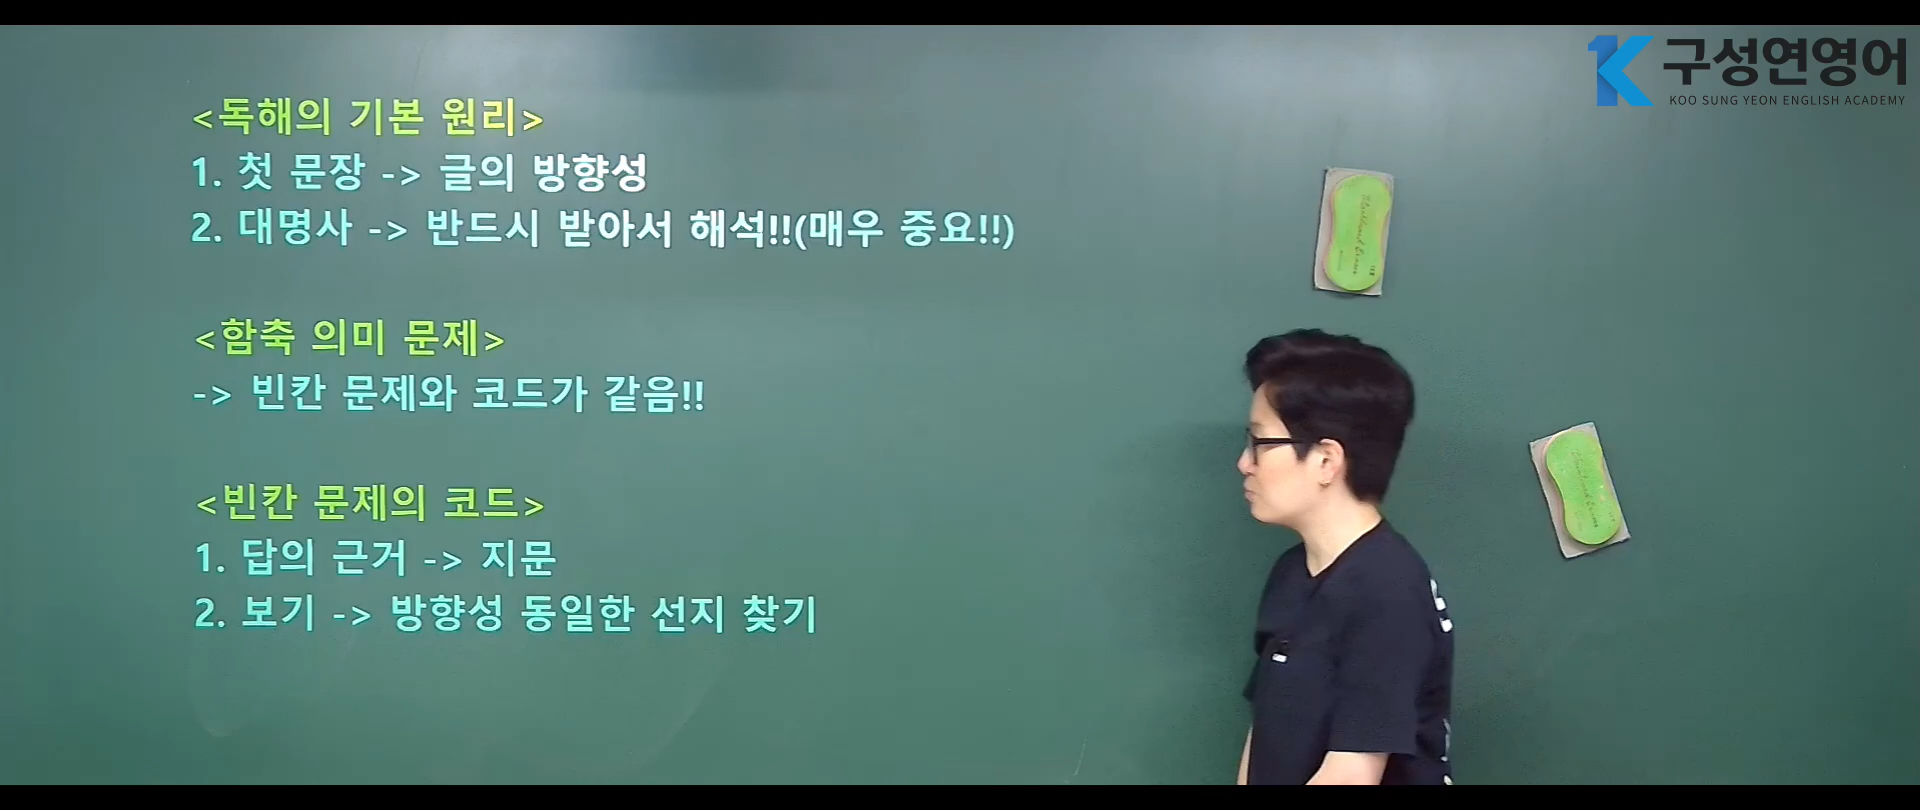 구성연영어
KOO SUNG YEON ENGLISH ACADEMY
<독해의 기본 원리>
1. 첫 문장 -> 글의 방향성
2. 대명사 -> 반드시 받아서 해석!!(매우 중요!!)
<함축 의미 문제>
-> 빈칸 문제와 코드가 같음!!
<빈칸 문제의 코드>
1. 답의 근거 -> 지문
2. 보기 -> 방향성 동일한 선지 찾기